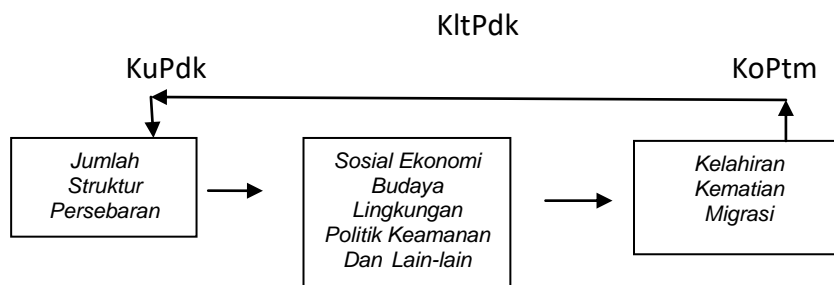 KltPdk
KuPdk
KoPtm
Jumlah
Struktur
Persebaran
Sosial Ekonomi
Budaya
Lingkungan
Politik Keamanan
Dan Lain-lain
Kelahiran
Kematian
Migrasi